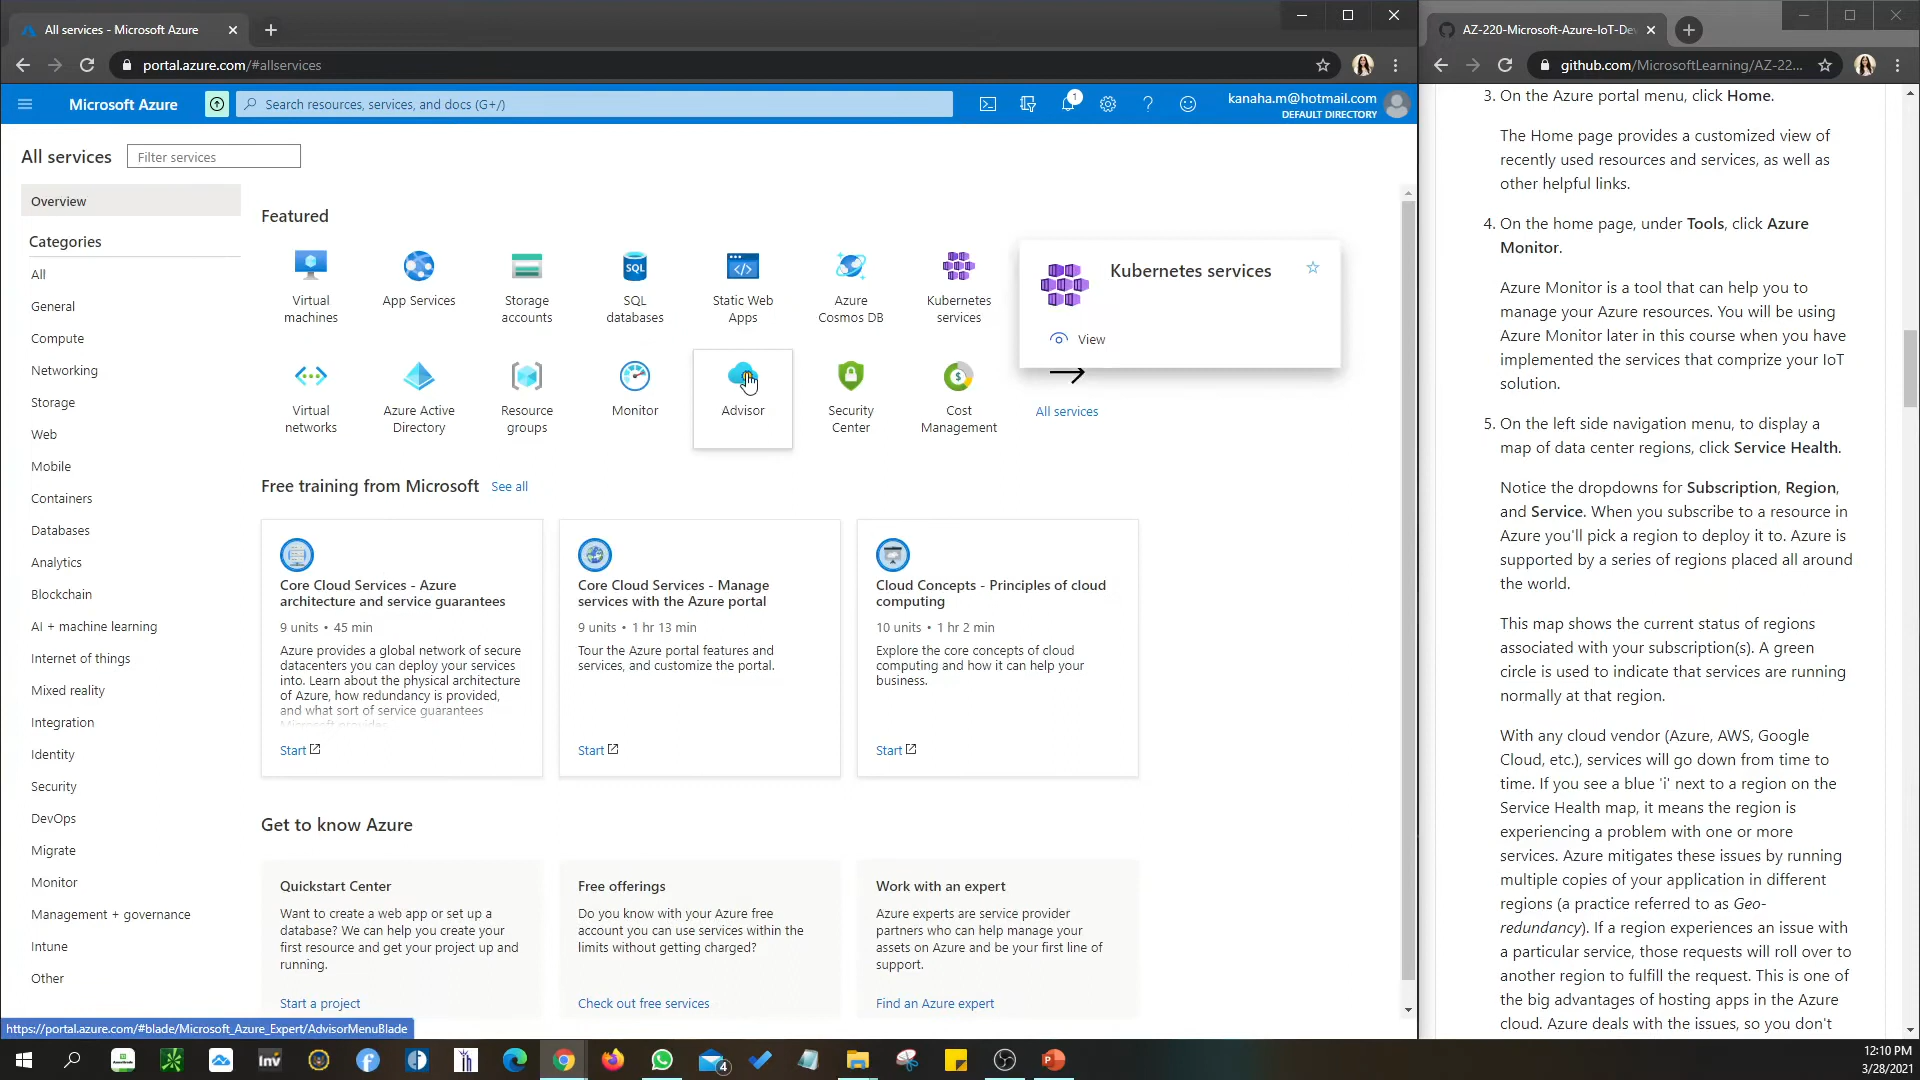 All services - Microsoft Azure
portal.azure.com/#allservices
Microsoft Azure
Search resources, services, and docs (G+/)
1
kanaha.m@hotmail.com
DEFAULT DIRECTORY
All services
Filter services
Overview
Categories
All
General
Compute
Networking
Storage
Web
Mobile
Containers
Databases
Analytics
Blockchain
AI + machine learning
Internet of things
Mixed reality
Integration
Identity
Security
DevOps
Migrate
Monitor
Management + governance
Intune
Other
Featured
Virtual
machines
App Services
Storage
accounts
SQL
SQL
databases
Static Web
Apps
Azure
Cosmos DB
Kubernetes
services
Kubernetes services
View
Virtual
networks
Azure Active
Directory
Resource
groups
Monitor
Advisor
Security
Center
Cost
Management
All services
Free training from Microsoft See all
Core Cloud Services - Azure
architecture and service guarantees
9 units • 45 min
Azure provides a global network of secure
datacenters you can deploy your services
into. Learn about the physical architecture
of Azure, how redundancy is provided,
and what sort of service guarantees
Microsoft provides.
Start
Core Cloud Services - Manage
services with the Azure portal
9 units • 1 hr 13 min
Tour the Azure portal features and
services, and customize the portal.
Start
Cloud Concepts - Principles of cloud
computing
10 units • 1 hr 2 min
Explore the core concepts of cloud
computing and how it can help your
business.
Start
Get to know Azure
Quickstart Center
Want to create a web app or set up a
database? We can help you create your
first resource and get your project up and
running.
Start a project
Free offerings
Do you know with your Azure free
account you can use services within the
limits without getting charged?
Check out free services
Work with an expert
Azure experts are service provider
partners who can help manage your
assets on Azure and be your first line of
support.
Find an Azure expert
https://portal.azure.com/#blade/Microsoft_Azure_Expert/AdvisorMenuBlade
AZ-220-Microsoft-Azure-IoT-De
github.com/MicrosoftLearning/AZ-22...
3. On the Azure portal menu, click Home.
The Home page provides a customized view of
recently used resources and services, as well as
other helpful links.
4. On the home page, under Tools, click Azure
Monitor.
Azure Monitor is a tool that can help you to
manage your Azure resources. You will be using
Azure Monitor later in this course when you have
implemented the services that comprize your IoT
solution.
5. On the left side navigation menu, to display a
map of data center regions, click Service Health.
Notice the dropdowns for Subscription, Region,
and Service. When you subscribe to a resource in
Azure you'll pick a region to deploy it to. Azure is
supported by a series of regions placed all around
the world.
This map shows the current status of regions
associated with your subscription(s). A green
circle is used to indicate that services are running
normally at that region.
With any cloud vendor (Azure, AWS, Google
Cloud, etc.), services will go down from time to
time. If you see a blue 'i' next to a region on the
Service Health map, it means the region is
experiencing a problem with one or more
services. Azure mitigates these issues by running
multiple copies of your application in different
regions (a practice referred to as Geo-
redundancy). If a region experiences an issue with
a particular service, those requests will roll over to
another region to fulfill the request. This is one of
the big advantages of hosting apps in the Azure
cloud. Azure deals with the issues, so you don't
Inv
4
12:10 PM
3/28/2021